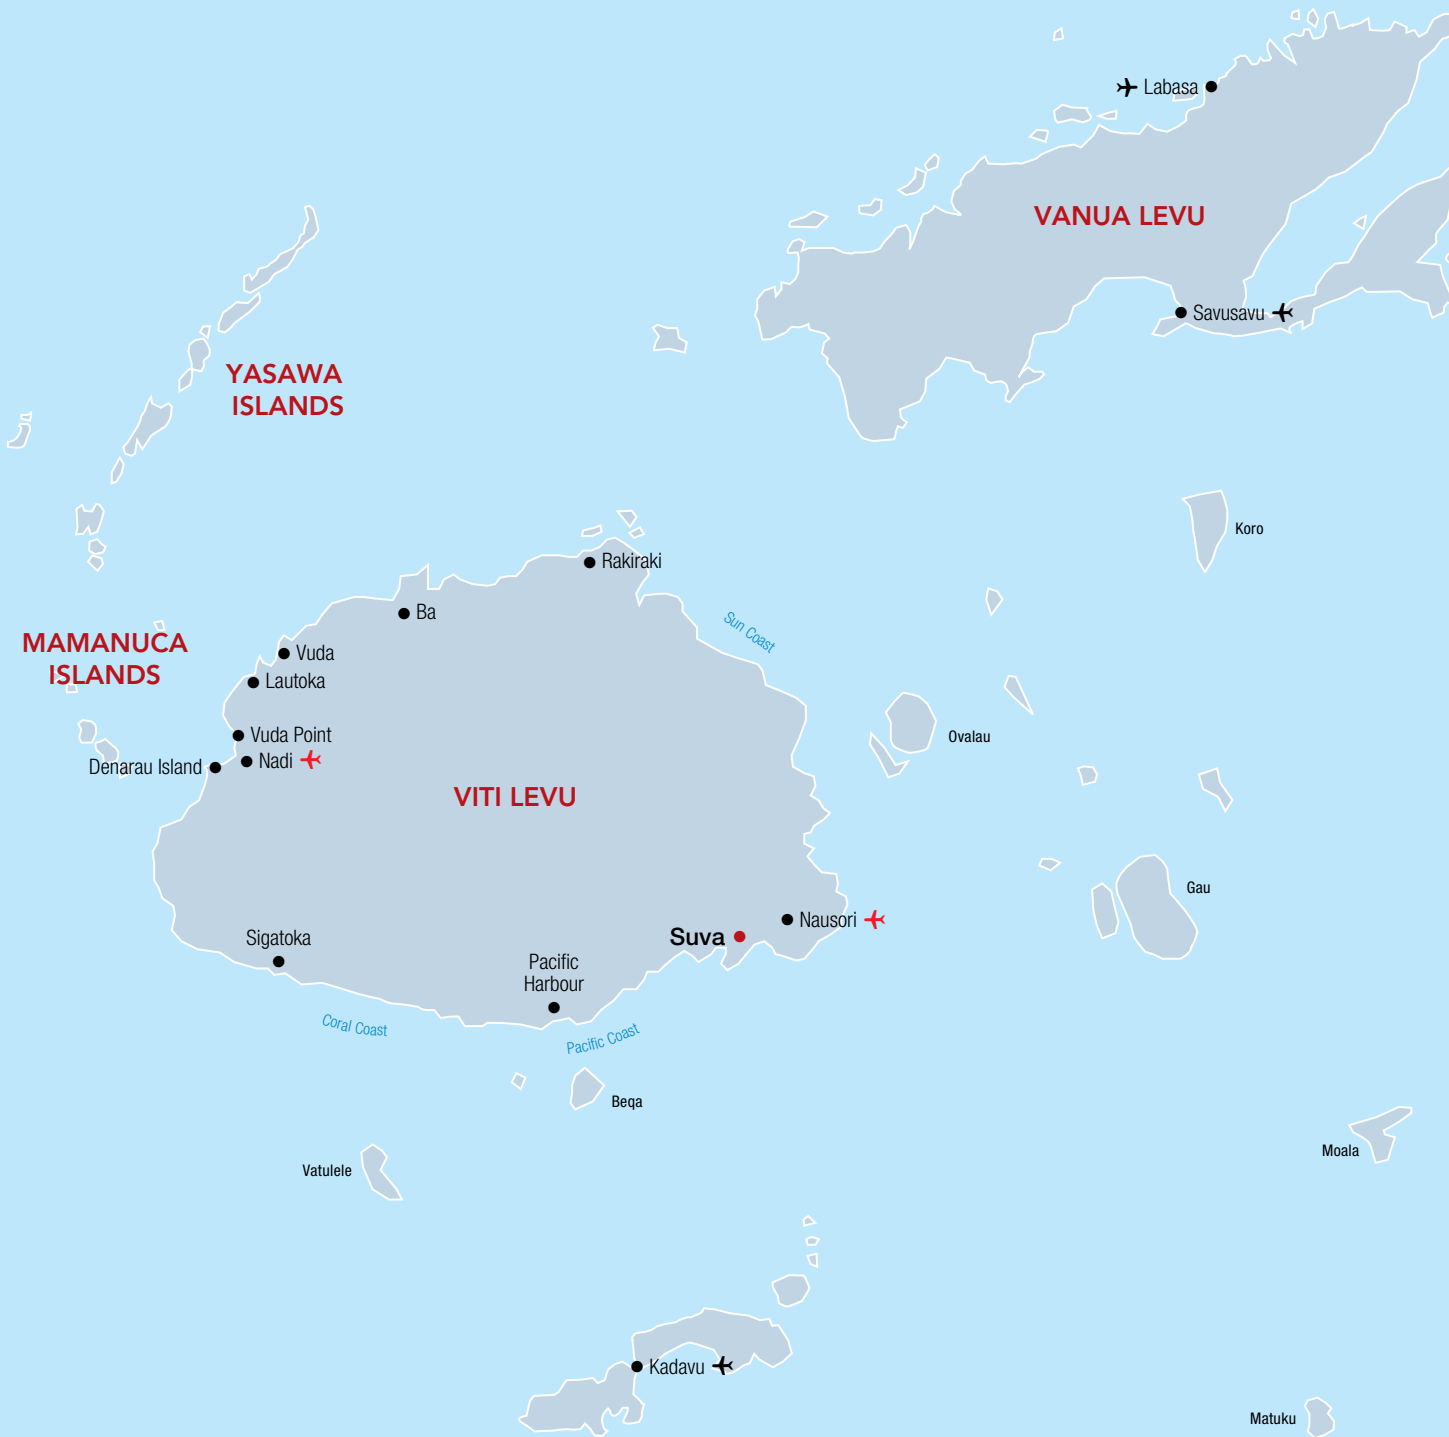 Labasa
VANUA LEVU
Savusavu
YASAWA
ISLANDS
Koro
Rakiraki
Ba
Sun Coast
MAMANUCA
ISLANDS
Vuda
Lautoka
Vuda Point
Ovalau
Nadi
Denarau Island
VITI LEVU
Gau
Nausori
Suva
Sigatoka
Pacific
Harbour
Coral Coast
Pacific Coast
Beqa
Moala
Vatulele
Kadavu
Matuku